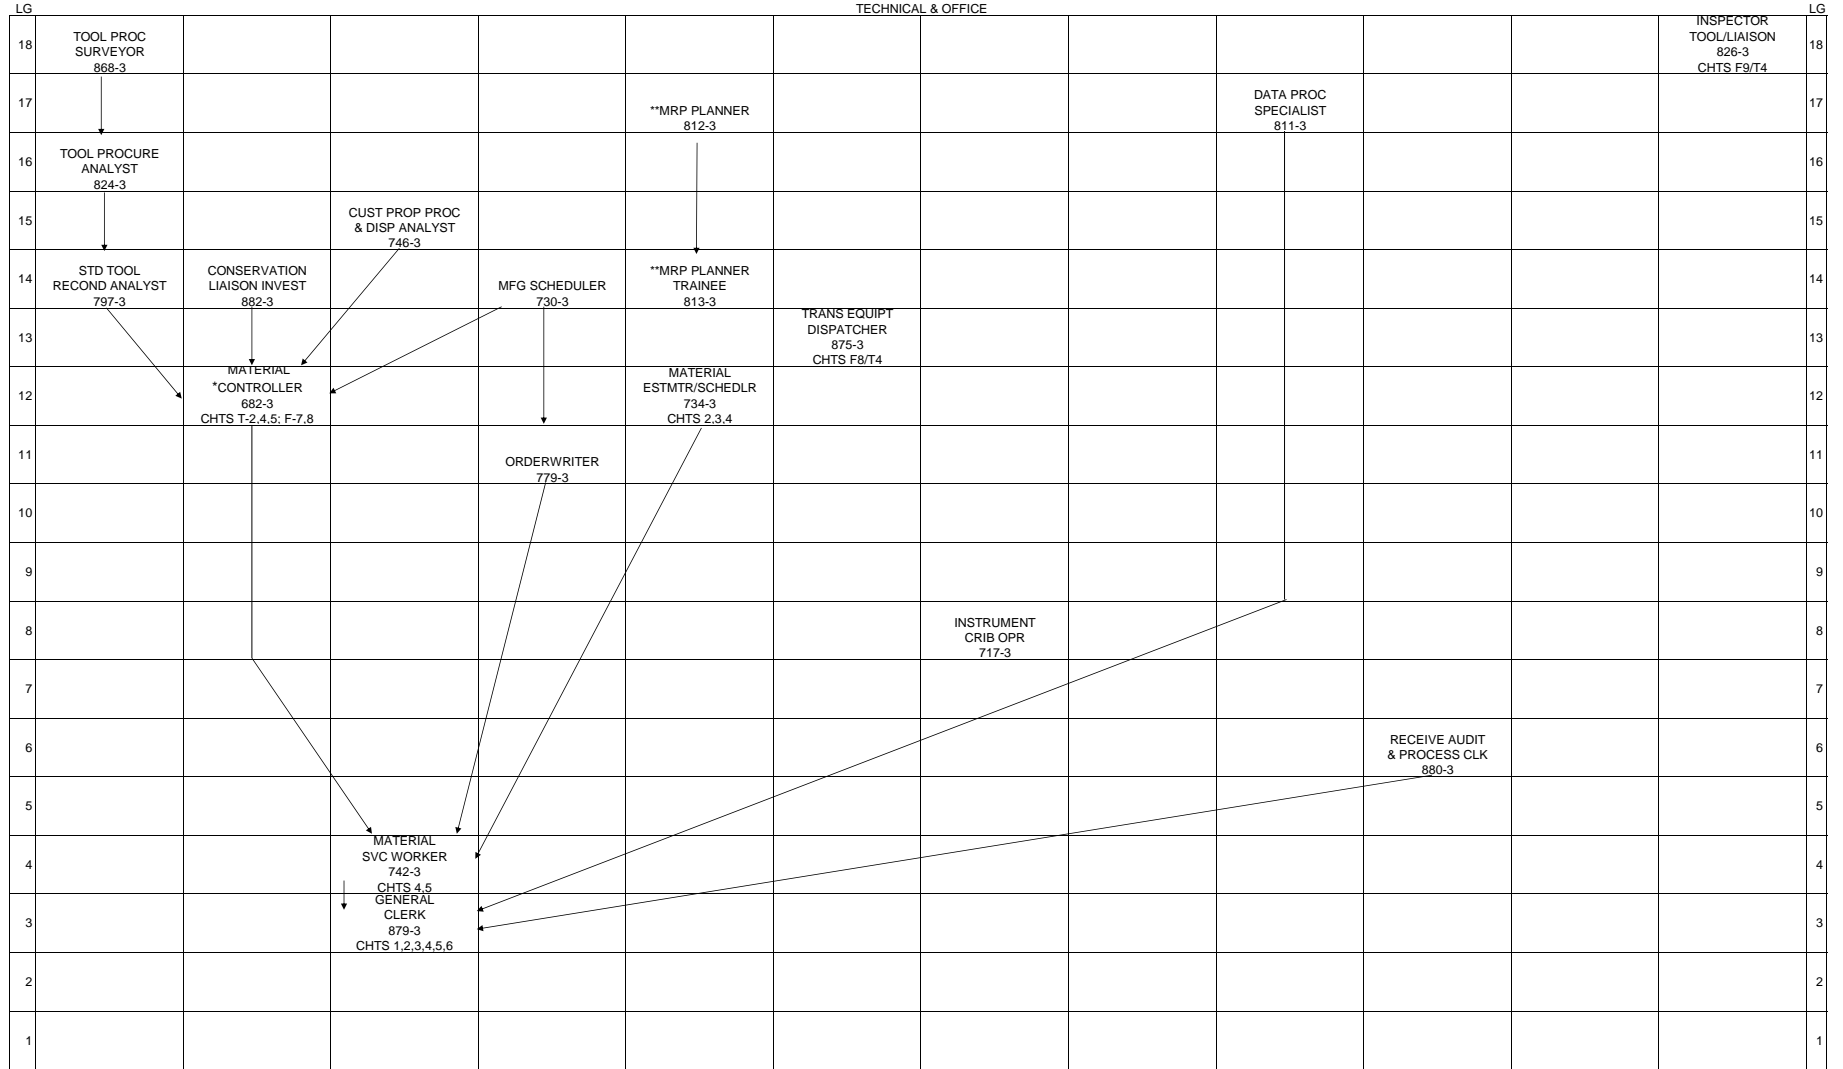 LG TECHNICAL & OFFICE LG
18
TOOL PROC
SURVEYOR
868-3
INSPECTOR
TOOL/LIAISON
826-3
CHTS F9/T4
18
17
**MRP PLANNER
812-3
DATA PROC
SPECIALIST
811-3
17
16
TOOL PROCURE
ANALYST
824-3
16
15
CUST PROP PROC
& DISP ANALYST
746-3
15
14
STD TOOL
RECOND ANALYST
797-3
CONSERVATION
LIAISON INVEST
882-3
MFG SCHEDULER
730-3
**MRP PLANNER
TRAINEE
813-3
14
13
TRANS EQUIPT
DISPATCHER
875-3
CHTS F8/T4
13
12
MATERIAL
*CONTROLLER
682-3
CHTS T-2,4,5; F-7,8
MATERIAL
ESTMTR/SCHEDLR
734-3
CHTS 2,3,4
12
11
ORDERWRITER
779-3
11
10
10
9
9
8
INSTRUMENT
CRIB OPR
717-3
8
7
7
6
RECEIVE AUDIT
& PROCESS CLK
880-3
6
5
5
4
MATERIAL
SVC WORKER
742-3
CHTS 4,5
4
3
GENERAL
CLERK
879-3
CHTS 1,2,3,4,5,6
3
2
2
1
1